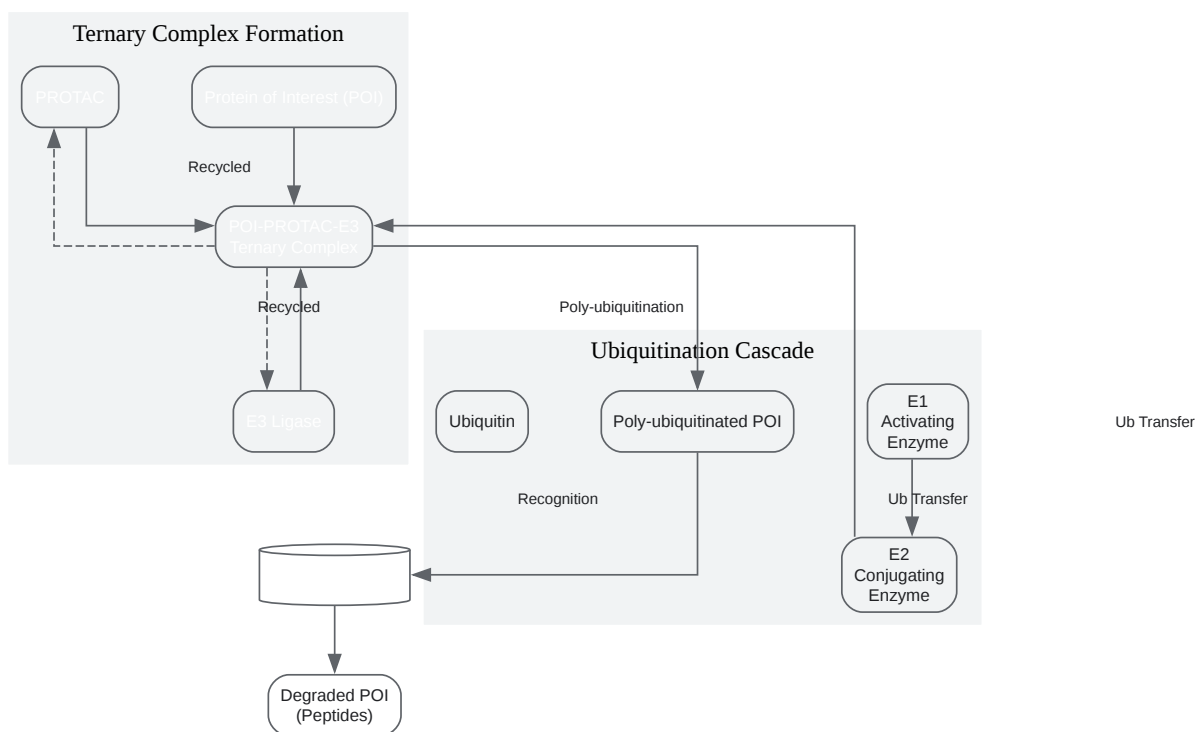 Ternary Complex Formation
PROTAC
Protein of Interest (POI)
Recycled
POI-PROTAC-E3
Ternary Complex
Recycled
Poly-ubiquitination
Ubiquitination Cascade
E3 Ligase
Ubiquitin
Poly-ubiquitinated POI
E1
Activating
Enzyme
Ub Transfer
Recognition
Ub Transfer
E2
Conjugating
Enzyme
Degraded POI
(Peptides)